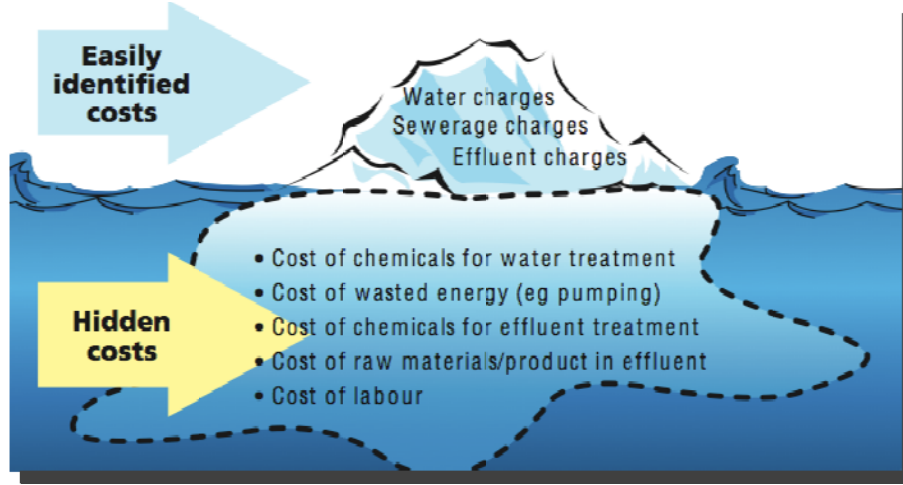 Easily
identified
costs
Water charges
Sewerage charges
Effluent charges
Hidden
costs
• Cost of chemicals for water treatment
• Cost of wasted energy (eg pumping)
• Cost of chemicals for effluent treatment
• Cost of raw materials/product in effluent
• Cost of labour